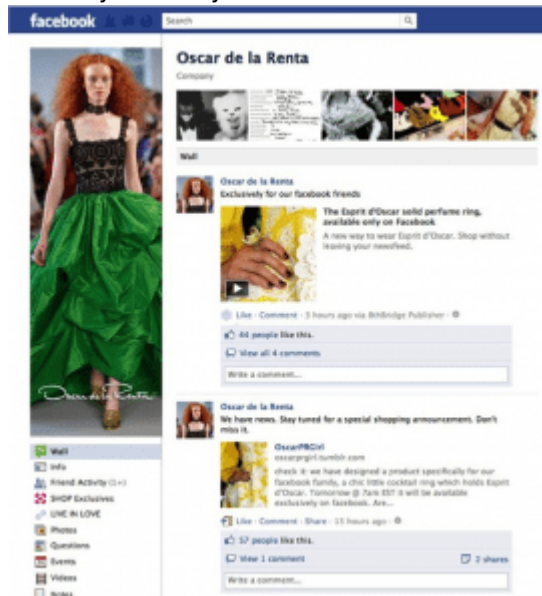 facebook
Search
Oscar de la Renta
Company
Wall
Oscar de la Renta
Exclusively for our facebook friends
The Esprit d'Oscar solid perfume ring,
available only on Facebook
A new way to wear Esprit d'Oscar. Shop without
leaving your newsfeed.
Like · Comment · 3 hours ago via 8thBridge Publisher ·
44 people like this.
View all 4 comments
Write a comment...
Oscar de la Renta
Oscar de la Renta
We have news. Stay tuned for a special shopping announcement. Don't
miss it.
OscarPRGirl
oscarprgirl.tumblr.com
check it: we have designed a product specifically for our
facebook family, a chic little cocktail ring which holds Esprit
d'Oscar. Tomorrow @ 7am EST it will be available
exclusively on facebook. Are...
Like · Comment · Share · 15 hours ago ·
57 people like this.
View 1 comment
2 shares
Write a comment...
Wall
Info
Friend Activity (1+)
SHOP Exclusives
LIVE IN LOVE
Photos
Questions
Events
Videos
Notes